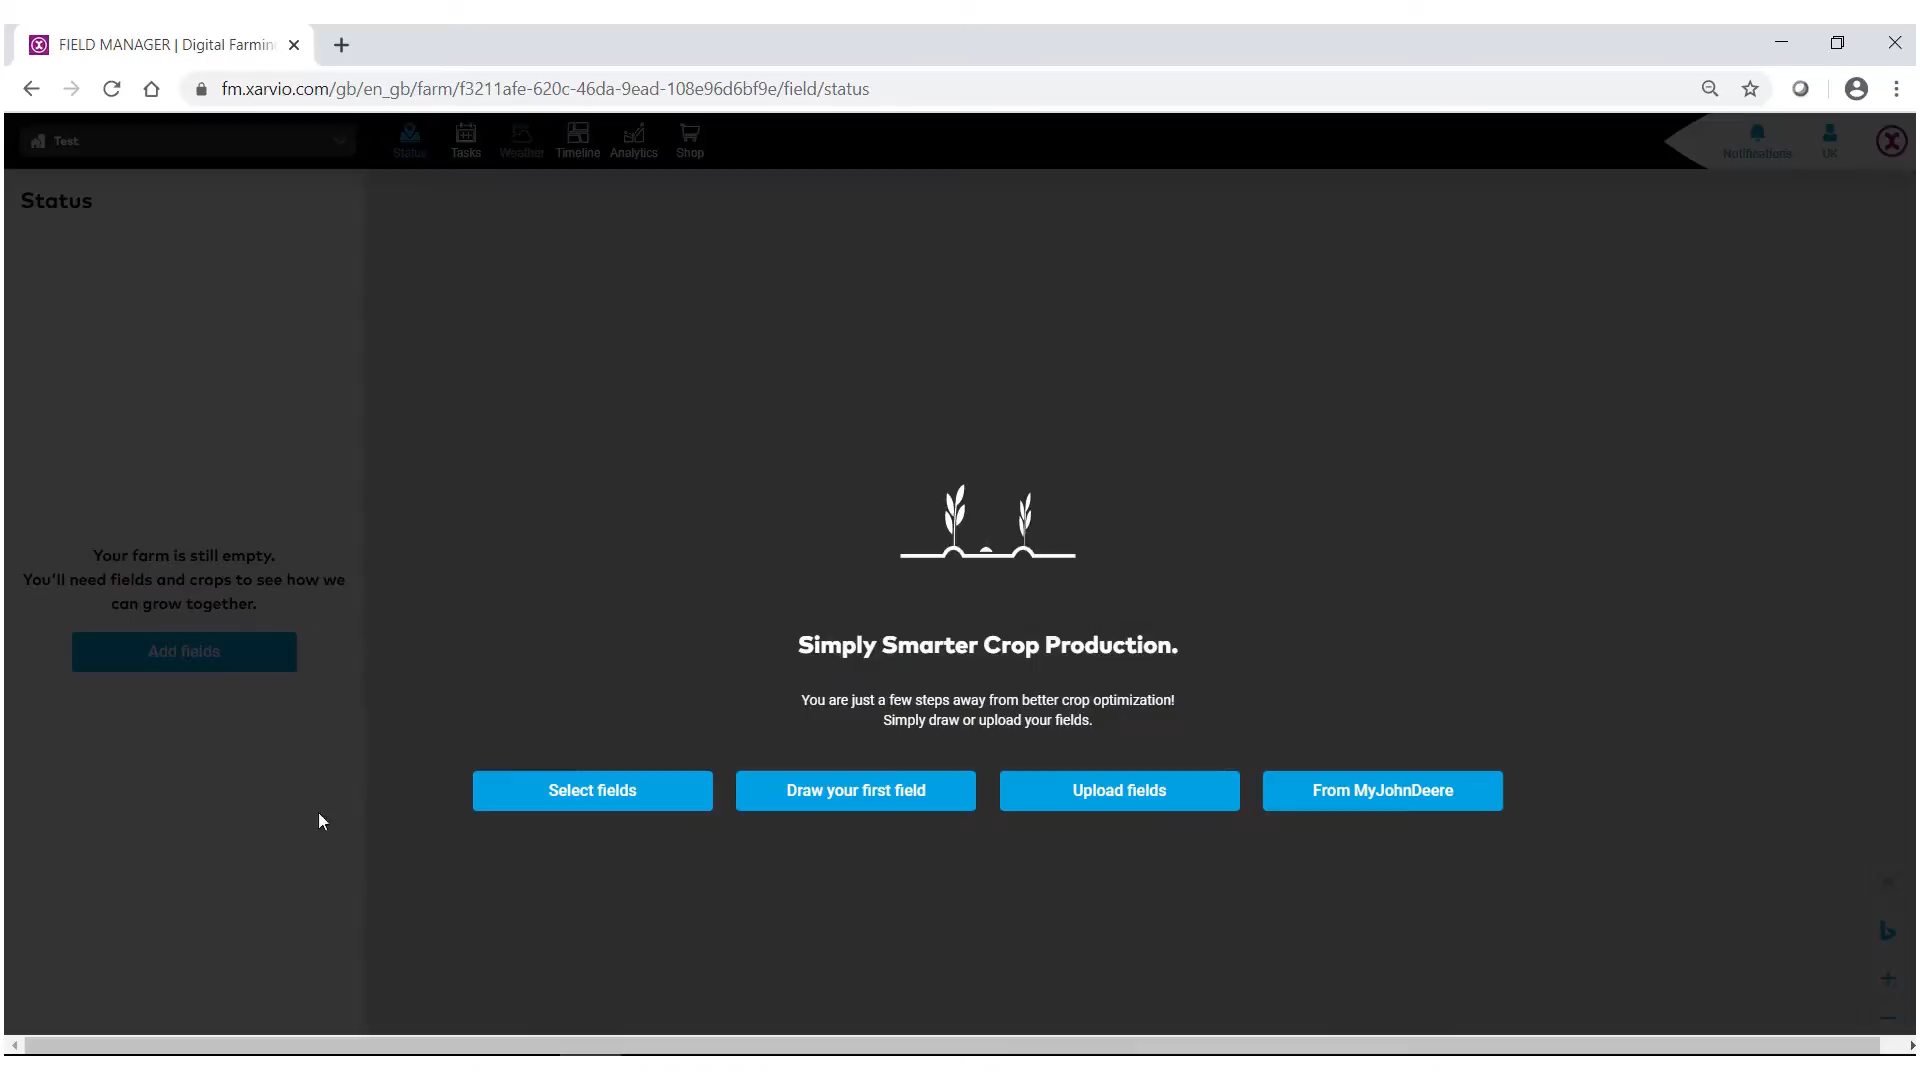 FIELD MANAGER | Digital Farming
fm.xarvio.com/gb/en_gb/farm/f3211afe-620c-46da-9ead-108e96d6bf9e/field/status
Test
Status
Tasks
Weather
Timeline
Analytics
Shop
Notifications
UK
Status
Your farm is still empty.
You'll need fields and crops to see how we
can grow together.
Add fields
Simply Smarter Crop Production.
You are just a few steps away from better crop optimization!
Simply draw or upload your fields.
Select fields
Draw your first field
Upload fields
From MyJohnDeere